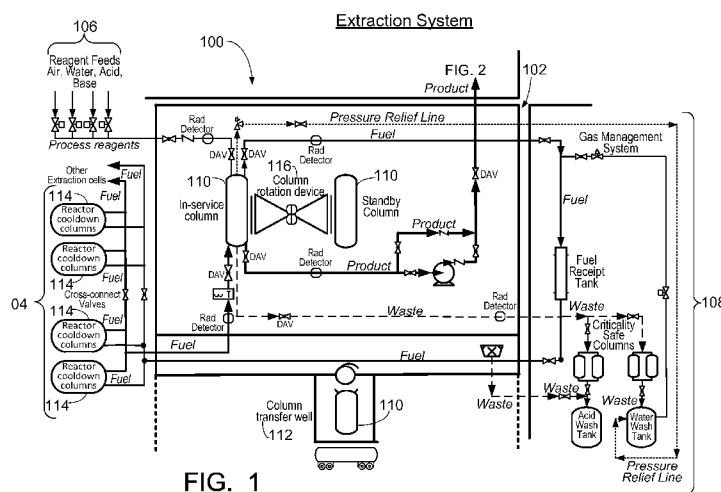 Extraction System
106
Reagent Feeds
Air, Water, Acid,
Base
100
FIG. 2
Product
102
Pressure Relief Line
Rad
Detector
Fuel
Process reagents
DAV
DAV
Rad
Detector
DAV
Gas Management
System
Other
Extraction cells
Fuel
Fuel
114
Reactor
cooldown
columns
110
In-service
column
116
Column
rotation device
110
Standby
Column
Fuel
Reactor
cooldown
columns
114
Fuel
Product
Product
DAV
DAV
Rad
Detector
Fuel
Receipt
Tank
04
Cross-connect
Valves
114
Fuel
Reactor
cooldown
columns
Rad
Detector
Waste
DAV
Rad
Detector
Waste
Waste
108
Criticality
Safe
Columns
Fuel
Fuel
Fuel
Reactor
cooldown
columns
114
Waste
Waste
Waste
Column
transfer well
112
110
Acid
Wash
Tank
Water
Wash
Tank
Pressure
Relief Line
FIG. 1